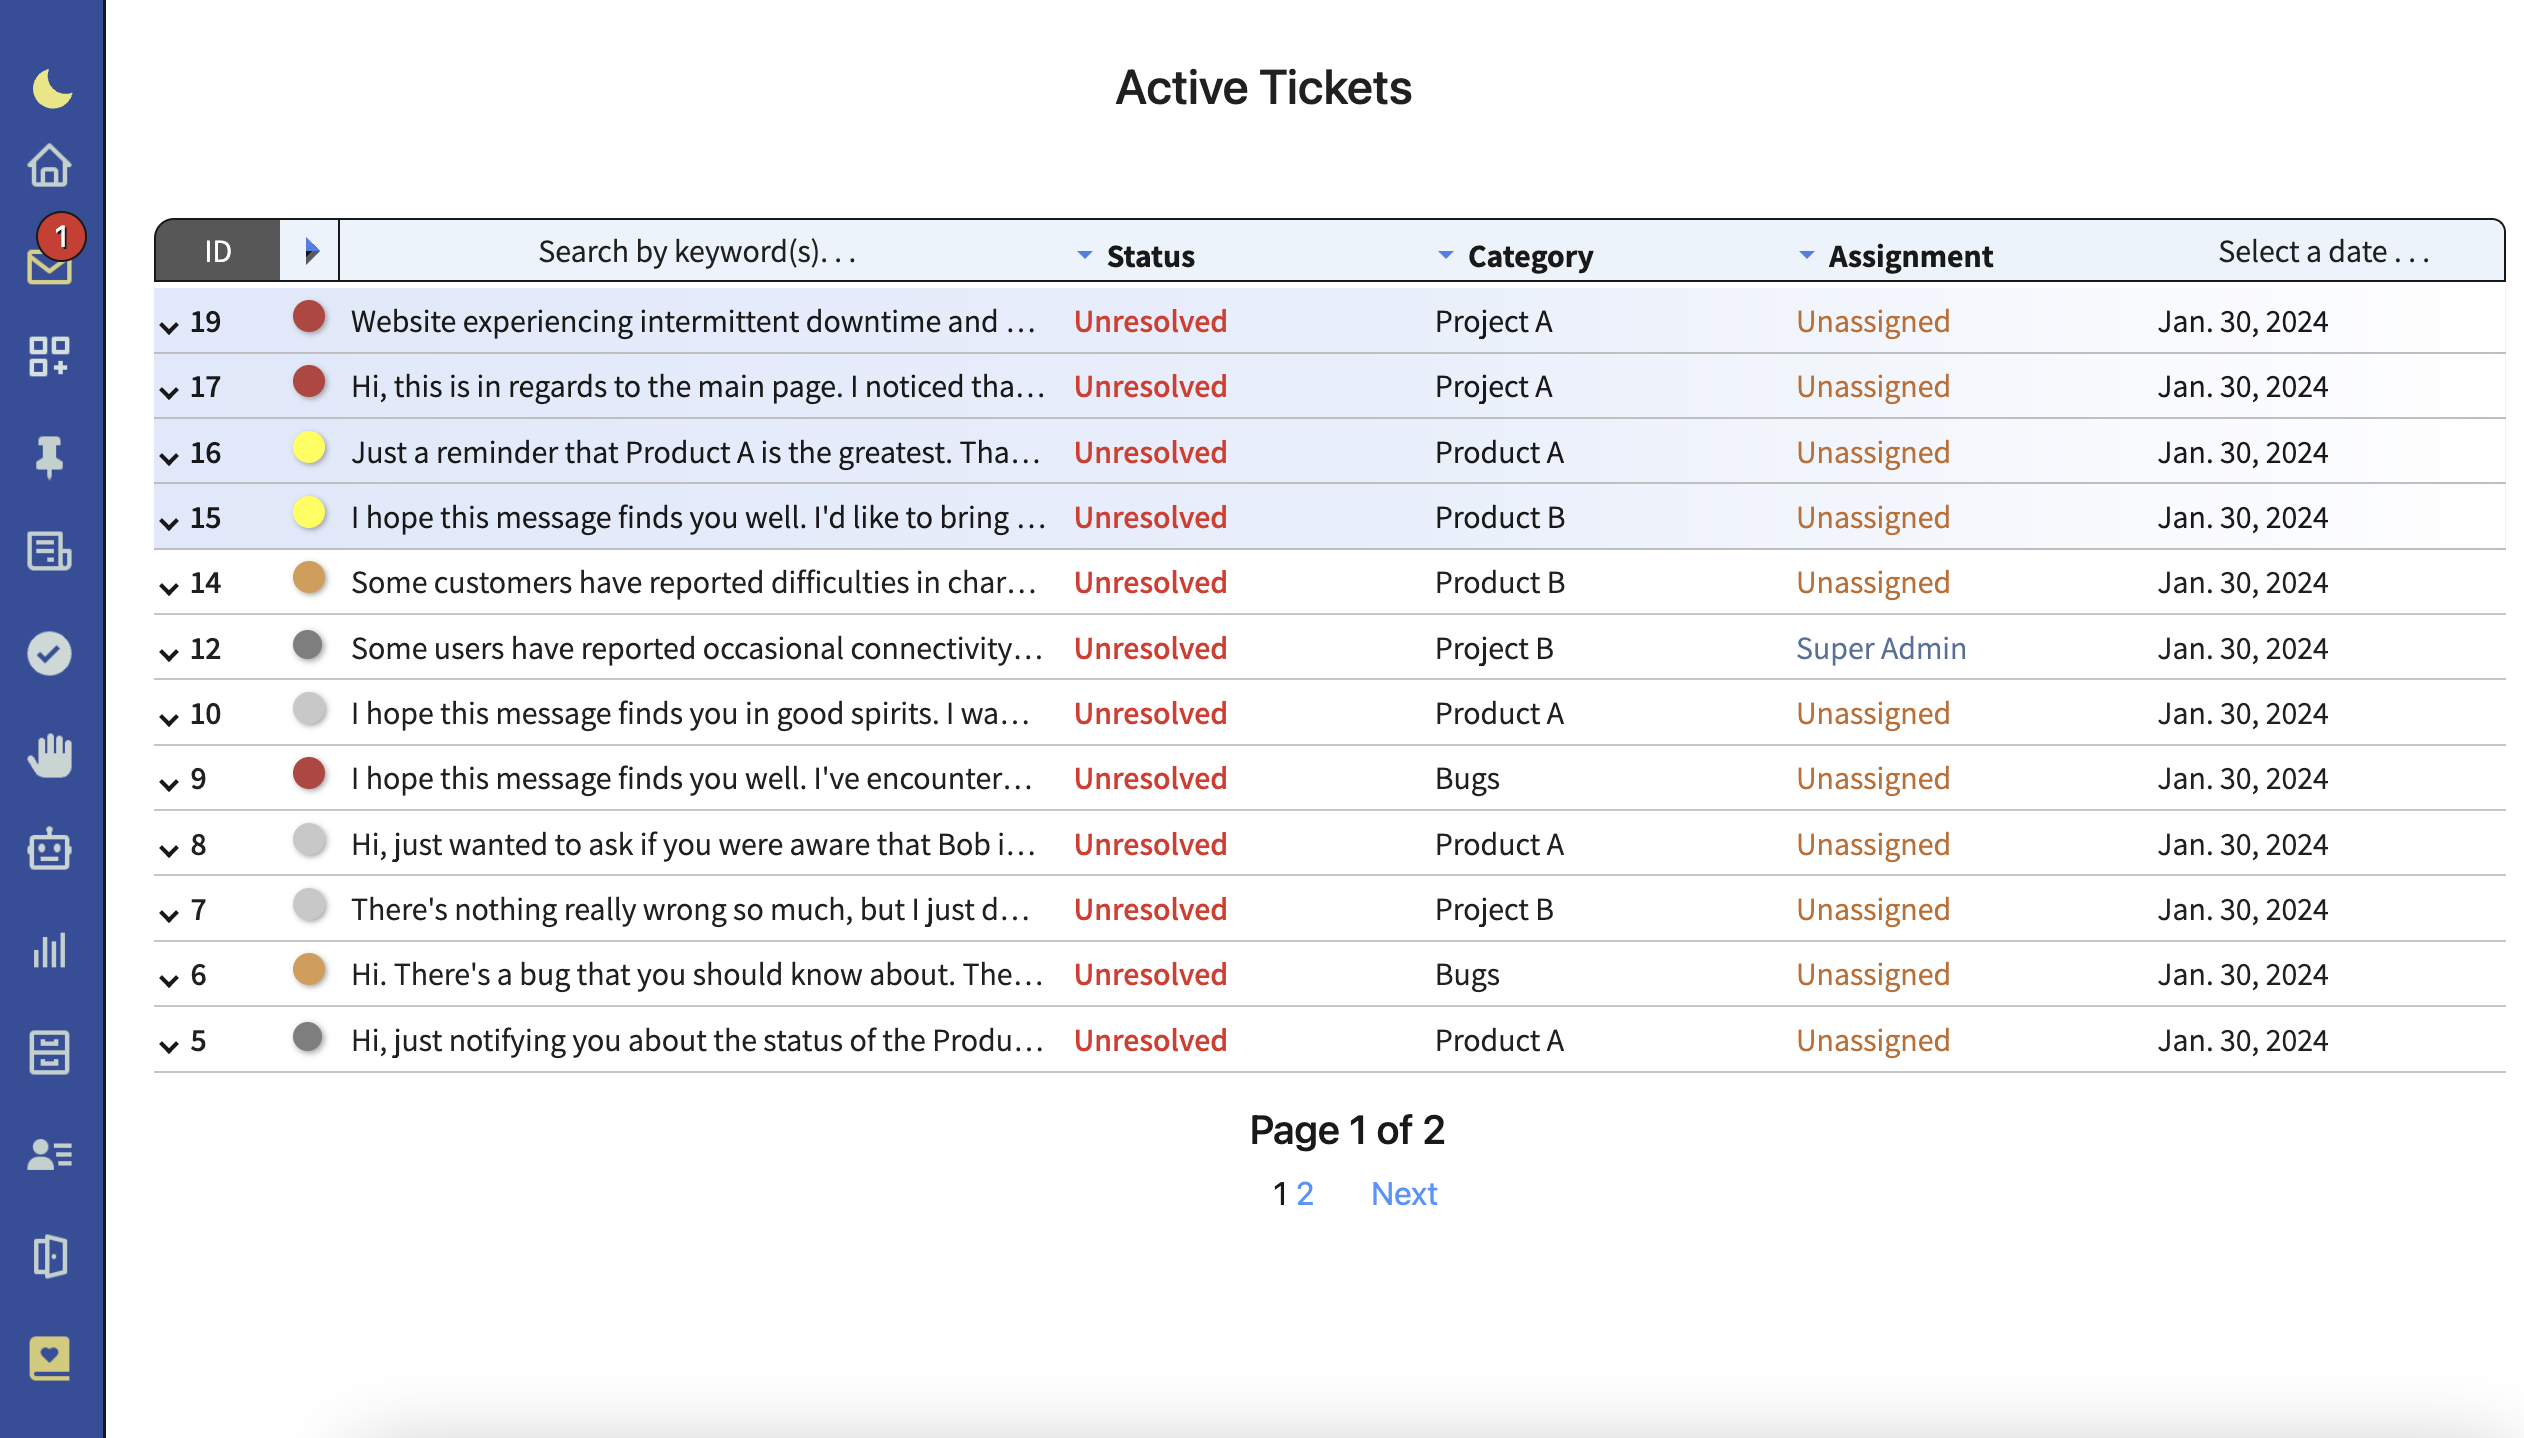 Active Tickets
1
ID Search by keyword(s)... Status Category Assignment Select a date ...
19 Website experiencing intermittent downtime and ... Unresolved Project A Unassigned Jan. 30, 2024
17 Hi, this is in regards to the main page. I noticed tha... Unresolved Project A Unassigned Jan. 30, 2024
16 Just a reminder that Product A is the greatest. Tha... Unresolved Product A Unassigned Jan. 30, 2024
15 I hope this message finds you well. I'd like to bring ... Unresolved Product B Unassigned Jan. 30, 2024
14 Some customers have reported difficulties in char... Unresolved Product B Unassigned Jan. 30, 2024
12 Some users have reported occasional connectivity... Unresolved Project B Super Admin Jan. 30, 2024
10 I hope this message finds you in good spirits. I wa... Unresolved Product A Unassigned Jan. 30, 2024
9 I hope this message finds you well. I've encounter... Unresolved Bugs Unassigned Jan. 30, 2024
8 Hi, just wanted to ask if you were aware that Bob i... Unresolved Product A Unassigned Jan. 30, 2024
7 There's nothing really wrong so much, but I just d... Unresolved Project B Unassigned Jan. 30, 2024
6 Hi. There's a bug that you should know about. The... Unresolved Bugs Unassigned Jan. 30, 2024
5 Hi, just notifying you about the status of the Produ... Unresolved Product A Unassigned Jan. 30, 2024
Page 1 of 2
1 2 Next